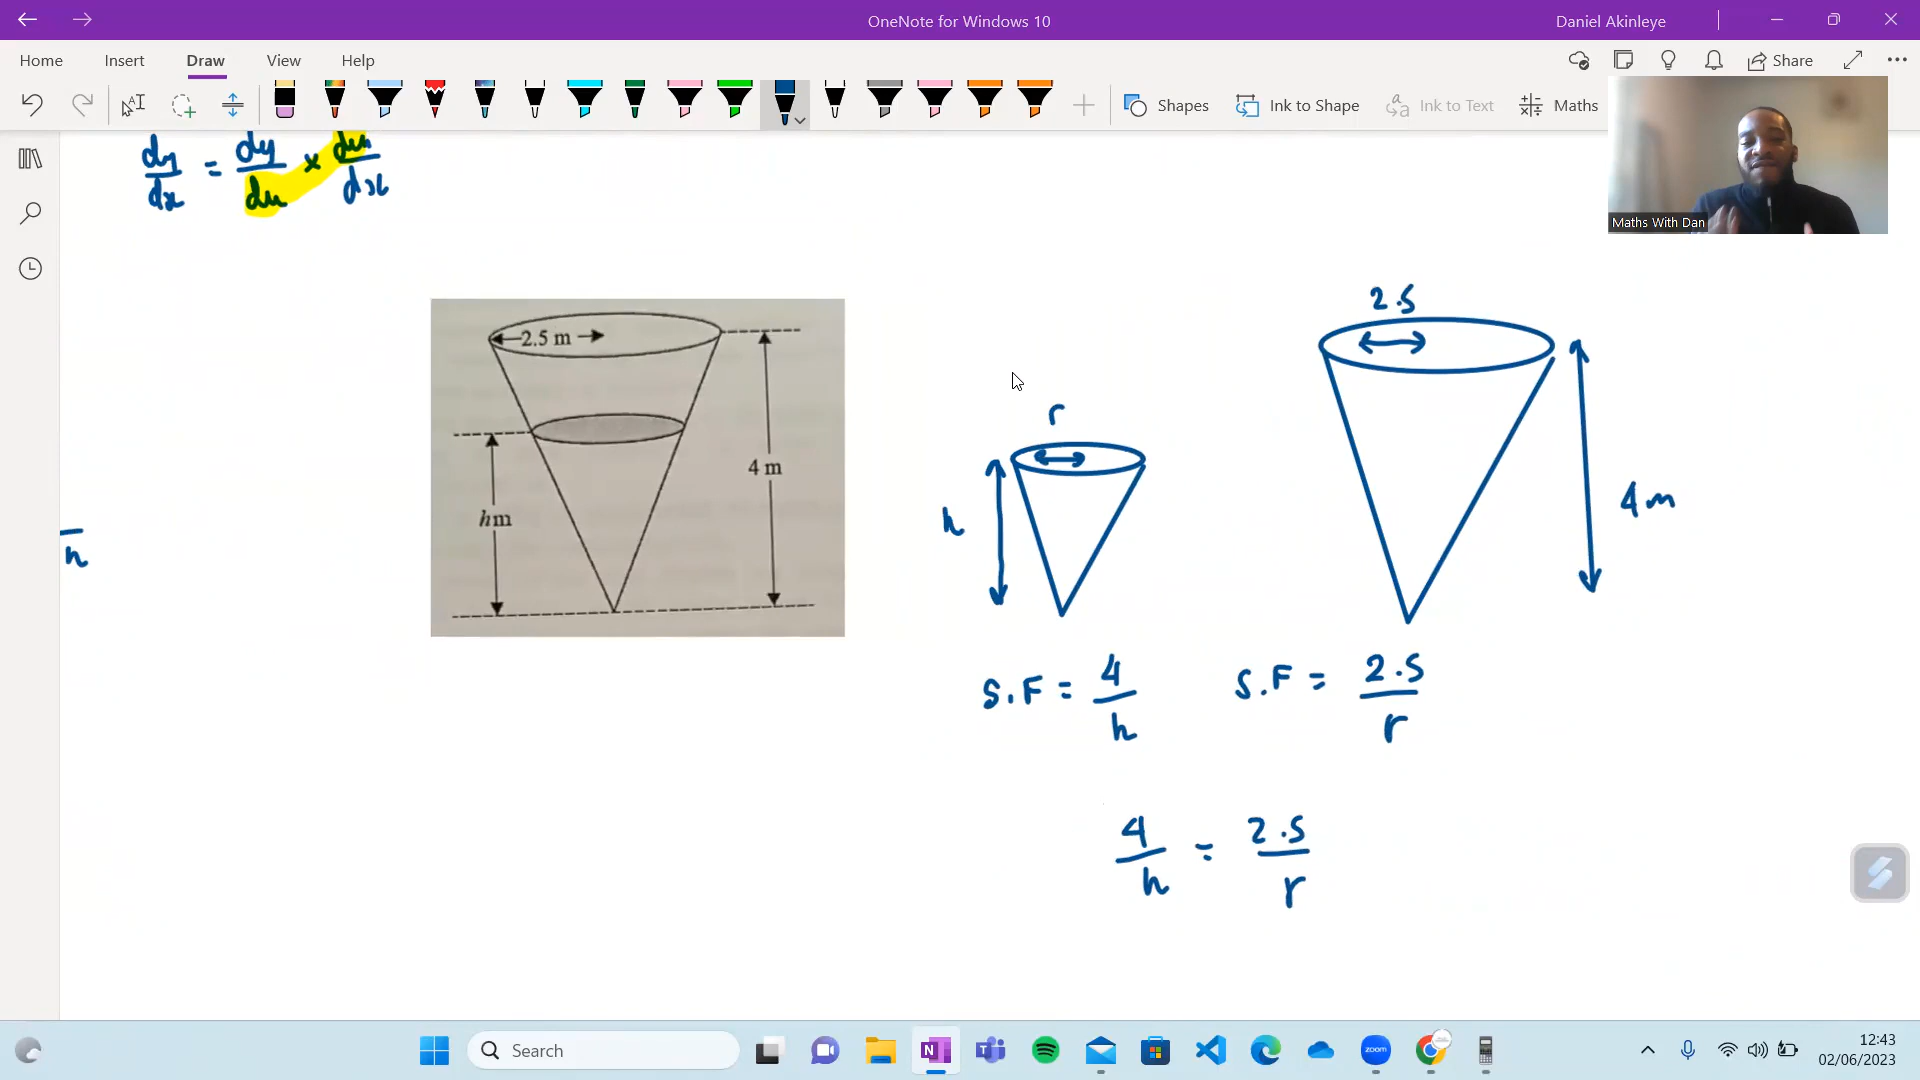 OneNote for Windows 10
Daniel Akinleye
Home Insert Draw View Help
Share
Shapes Ink to Shape Ink to Text Maths
Maths With Dan
dy/dx = dy/du × du/dx
2.5 m
4 m
hm
h
r
h
2.5
4m
S.F = 4/h
S.F = 2.5/r
4/h = 2.5/r
Search
zoom
12:43
02/06/2023